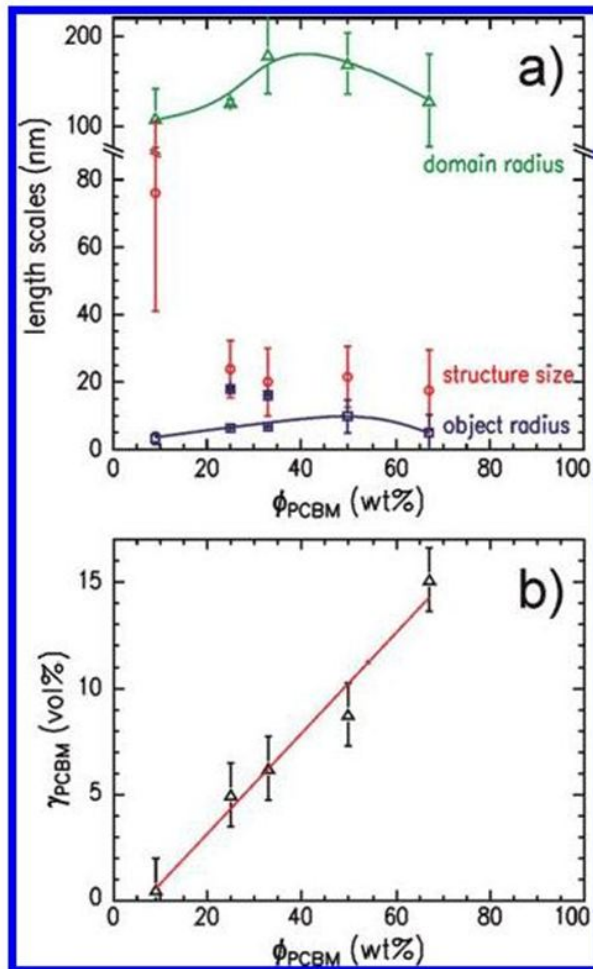 a)
200
100
80
60
40
20
0
length scales (nm)
domain radius
structure size
object radius
0 20 40 60 80 100
ϕPCBM (wt%)
b)
15
10
5
0
γPCBM (vol%)
0 20 40 60 80 100
ϕPCBM (wt%)